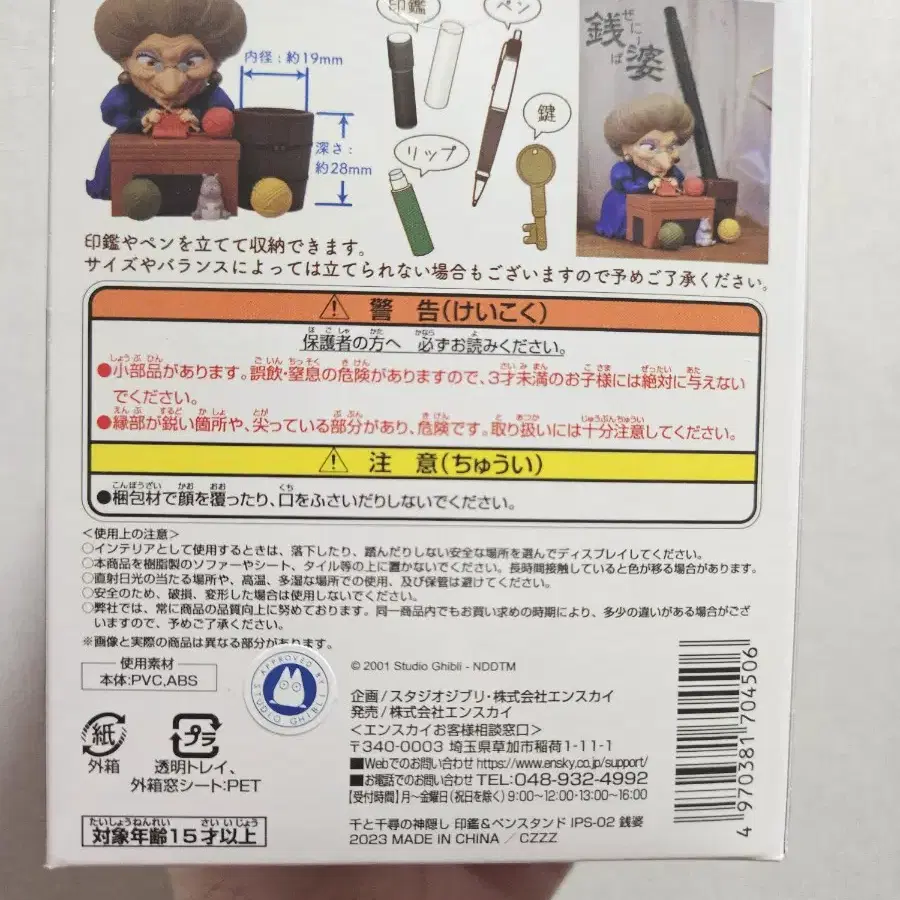 印鑑
ペン
内径：約19mm
深さ：
約28mm
リップ
鍵
ぜにーば
銭婆
印鑑やペンを立てて収納できます。
サイズやバランスによっては立てられない場合もございますので予めご了承ください。
警 告(けいこく)
保護者の方へ 必ずお読みください。
●小部品があります。誤飲・窒息の危険がありますので、3才未満のお子様には絶対に与えない
でください。
●縁部が鋭い箇所や、尖っている部分があり、危険です。取り扱いには十分注意してください。
注 意(ちゅうい)
●梱包材で顔を覆ったり、口をふさいだりしないでください。
<使用上の注意>
○インテリアとして使用するときは、落下したり、踏んだりしない安全な場所を選んでディスプレイしてください。
○本商品を樹脂製のソファーやシート、タイル等の上に置かないでください。長時間接触していると色が移る場合があります。
○直射日光の当たる場所や、高温、多湿な場所での使用、及び保管は避けてください。
○安全のため、破損、変形した場合は使用しないでください。
○弊社では、常に商品の品質向上に努めております。同一商品内でもお買い求めの時期により、多少の違いがある場合がござ
いますので、予めご了承ください。
※画像と実際の商品は異なる部分があります。
使用素材
本体:PVC,ABS
APPROVED BY
STUDIO GHIBLI
© 2001 Studio Ghibli - NDDTM
企画／スタジオジブリ・株式会社エンスカイ
発売／株式会社エンスカイ
<エンスカイお客様相談窓口>
〒340-0003 埼玉県草加市稲荷1-11-1
■Webでのお問い合わせ https://www.ensky.co.jp/support/
■お電話でのお問い合わせ TEL:048-932-4992
【受付時間】月～金曜日(祝日を除く) 9:00～12:00・13:00～16:00
千と千尋の神隠し 印鑑&ペンスタンド IPS-02 銭婆
2023 MADE IN CHINA ／ CZZZ
紙
外箱
プラ
透明トレイ、
外箱窓シート:PET
たいしょうねんれい さい いじょう
対象年齢15才以上
4 970381 704506